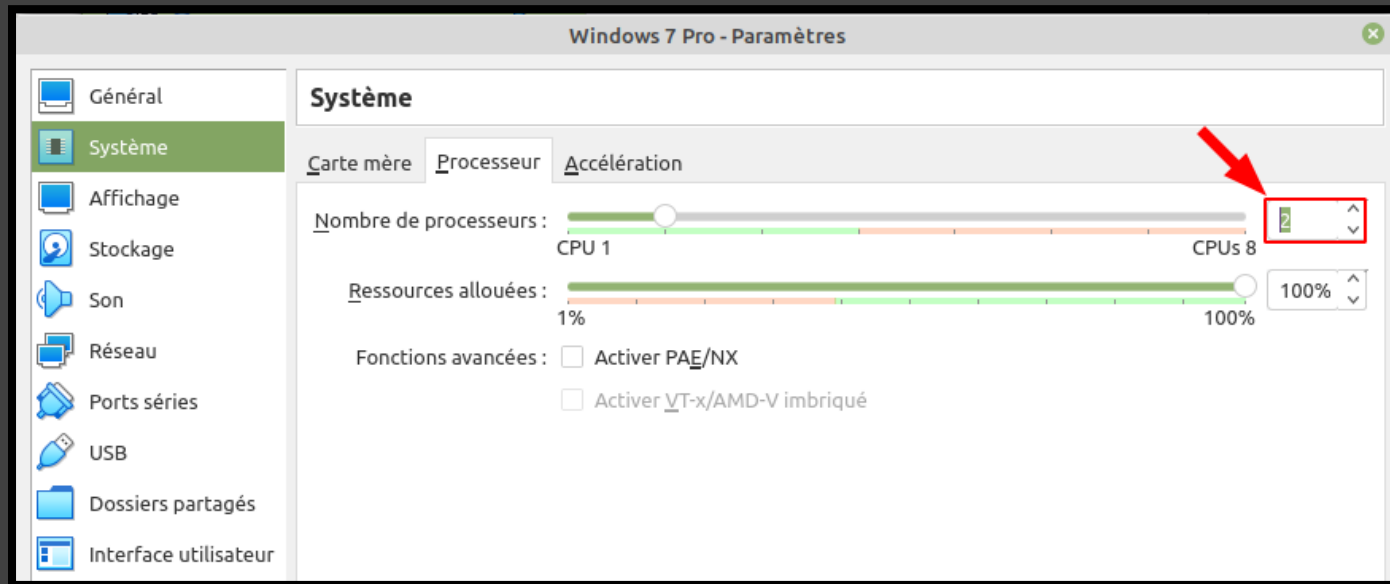 Windows 7 Pro - Paramètres
Général
Système
Affichage
Stockage
Son
Réseau
Ports séries
USB
Dossiers partagés
Interface utilisateur
Système
Carte mère Processeur Accélération
Nombre de processeurs : 2
CPU 1 CPUs 8
Ressources allouées : 100%
1% 100%
Fonctions avancées : Activer PAE/NX
Activer VT-x/AMD-V imbriqué